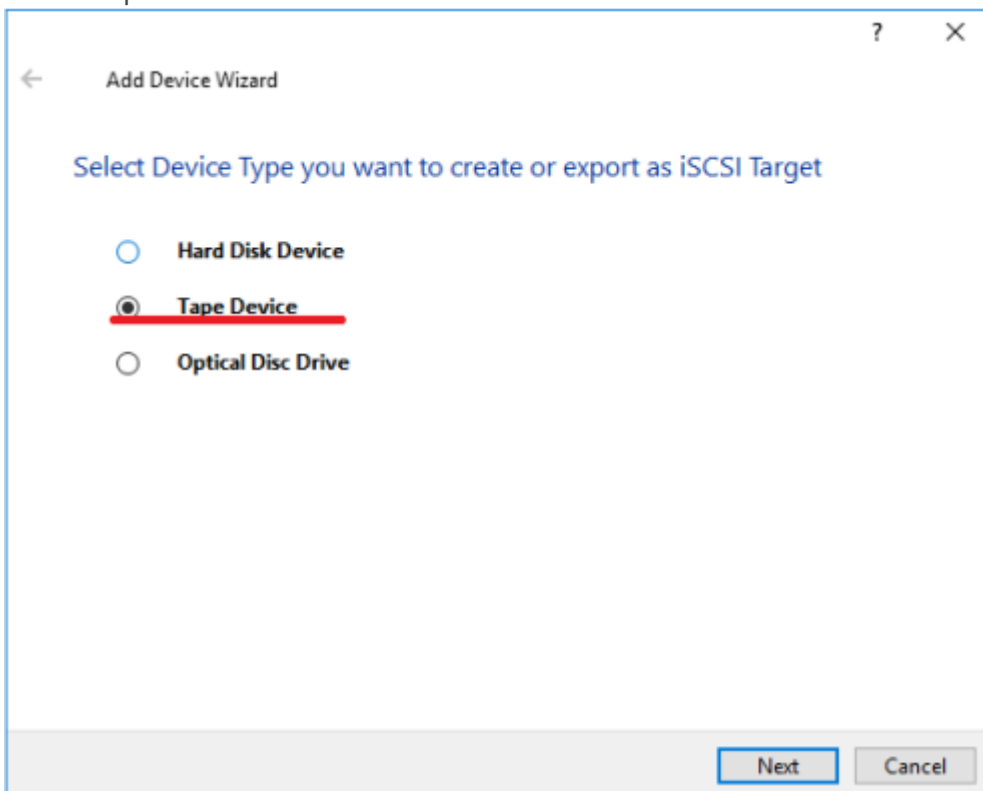 ?
Add Device Wizard
Select Device Type you want to create or export as iSCSI Target
Hard Disk Device
Tape Device
Optical Disc Drive
Next Cancel